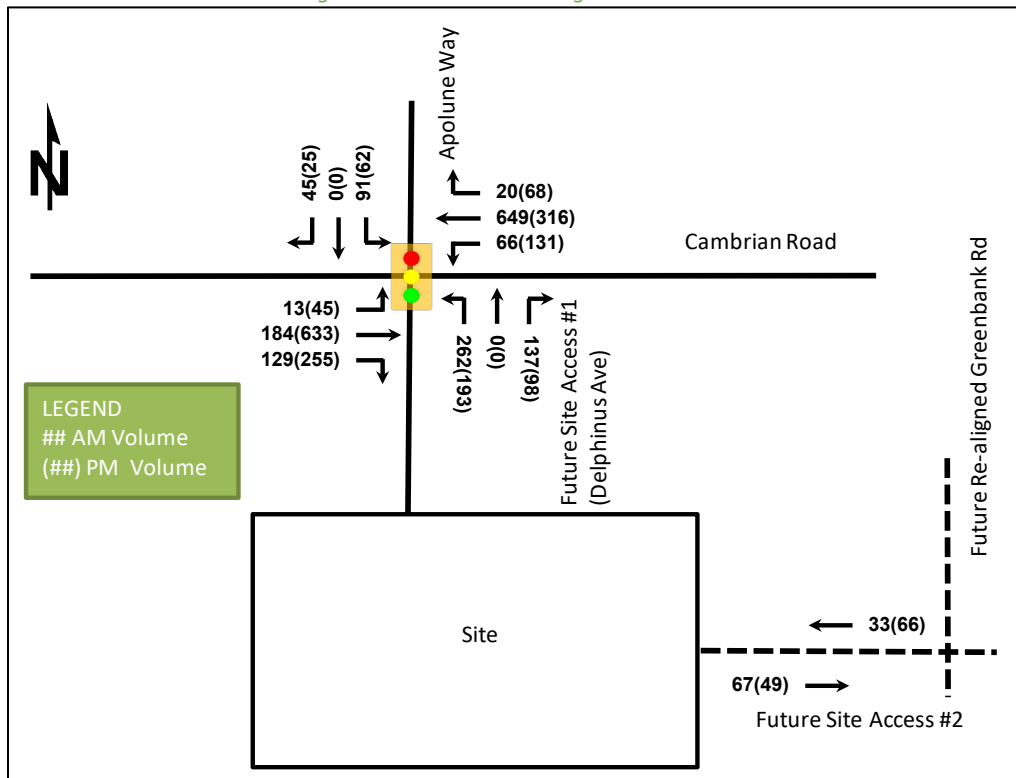 Apolune Way
N
45(25)
0(0)
91(62)
20(68)
649(316)
66(131)
Cambrian Road
13(45)
184(633)
129(255)
262(193)
0(0)
137(98)
Future Site Access #1
(Delphinus Ave)
Future Re-aligned Greenbank Rd
LEGEND
## AM Volume
(##) PM Volume
Site
33(66)
67(49)
Future Site Access #2